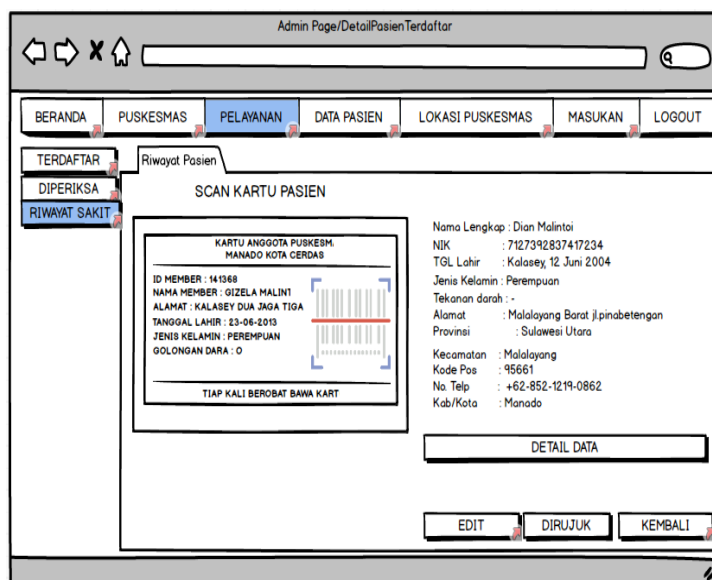 Admin Page/DetailPasienTerdaftar
BERANDA PUSKESMAS PELAYANAN DATA PASIEN LOKASI PUSKESMAS MASUKAN LOGOUT
TERDAFTAR
DIPERIKSA
RIWAYAT SAKIT
Riwayat Pasien
SCAN KARTU PASIEN
KARTU ANGGOTA PUSKESM.
MANADO KOTA CERDAS
ID MEMBER : 141368
NAMA MEMBER : GIZELA MALINT
ALAMAT : KALASEY DUA JAGA TIGA
TANGGAL LAHIR : 23-06-2013
JENIS KELAMIN : PEREMPUAN
GOLONGAN DARA : O
TIAP KALI BEROBAT BAWA KART
Nama Lengkap : Dian Malintoi
NIK : 7127392837417234
TGL Lahir : Kalasey, 12 Juni 2004
Jenis Kelamin : Perempuan
Tekanan darah : -
Alamat : Malalayang Barat jl.pinabetengan
Provinsi : Sulawesi Utara
Kecamatan : Malalayang
Kode Pos : 95661
No. Telp : +62-852-1219-0862
Kab/Kota : Manado
DETAIL DATA
EDIT DIRUJUK KEMBALI